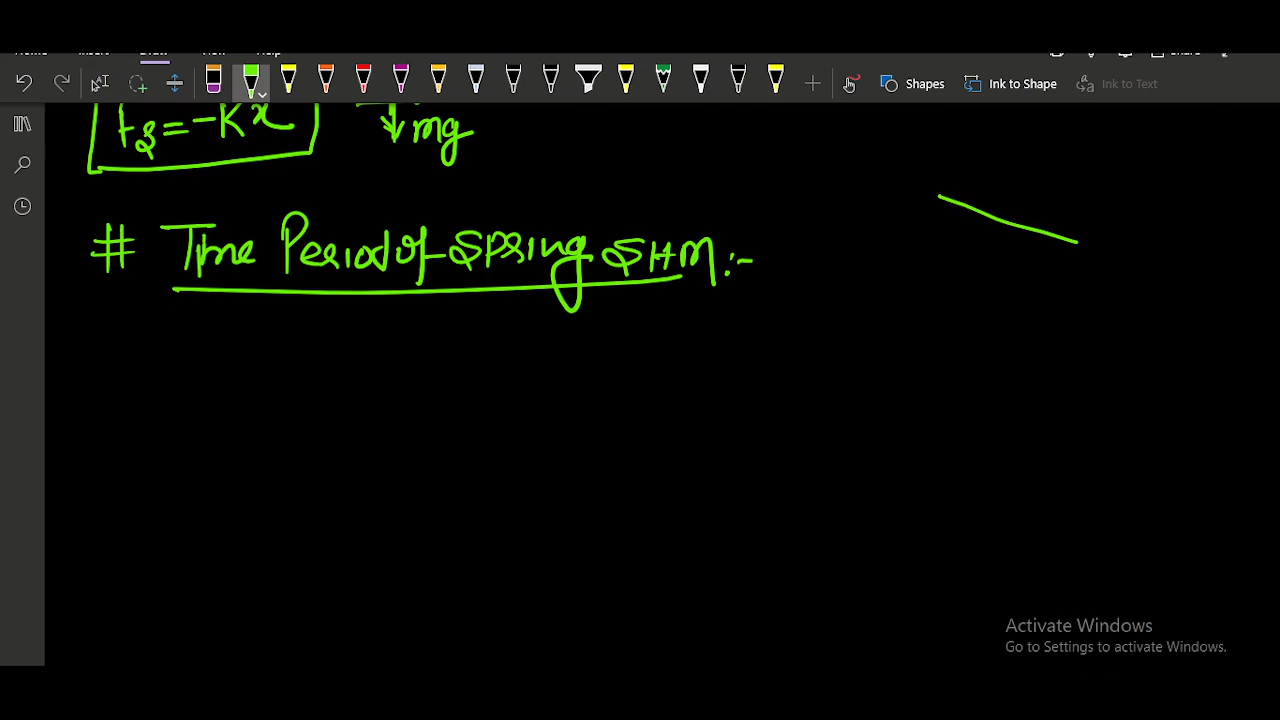 Shapes
Ink to Shape
Ink to Text
Fs = -Kx
mg
# Time Period of Spring SHM :-
Activate Windows
Go to Settings to activate Windows.